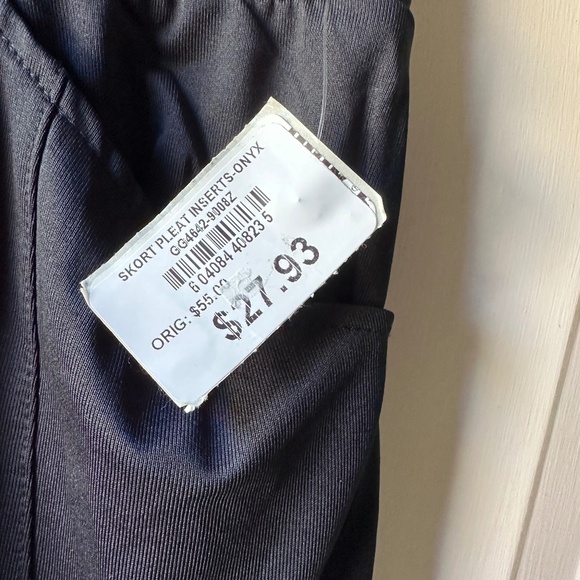 SKORT PLEAT INSERTS-ONYX
GG4642-9008Z
6 04084 40823 5
ORIG: $55.00
$27.93